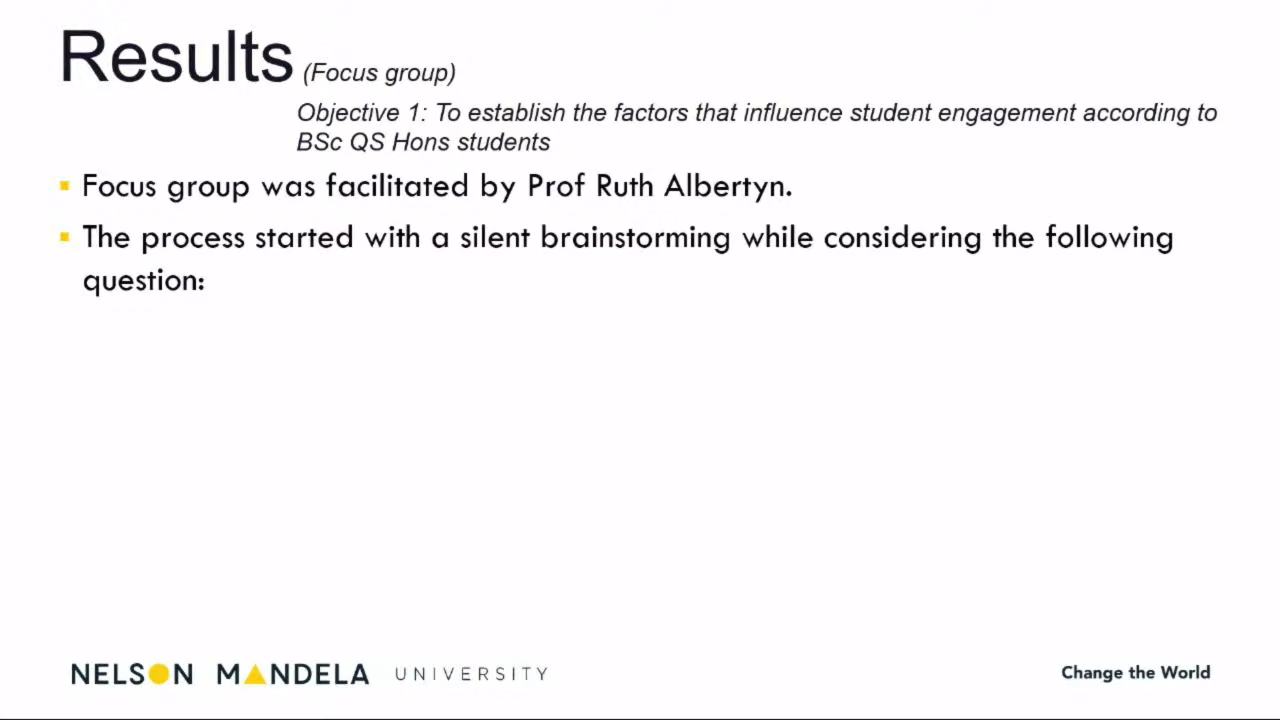 Results (Focus group)
Objective 1: To establish the factors that influence student engagement according to
BSc QS Hons students
▪ Focus group was facilitated by Prof Ruth Albertyn.
▪ The process started with a silent brainstorming while considering the following
question:
NELSON MANDELA UNIVERSITY
Change the World